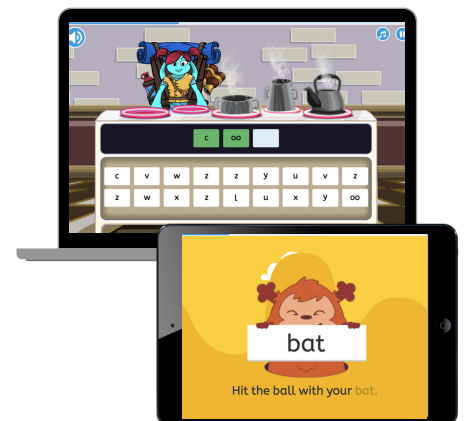 c oo
c v w z z y u v z
z w x z l u x y oo
bat
Hit the ball with your bat.